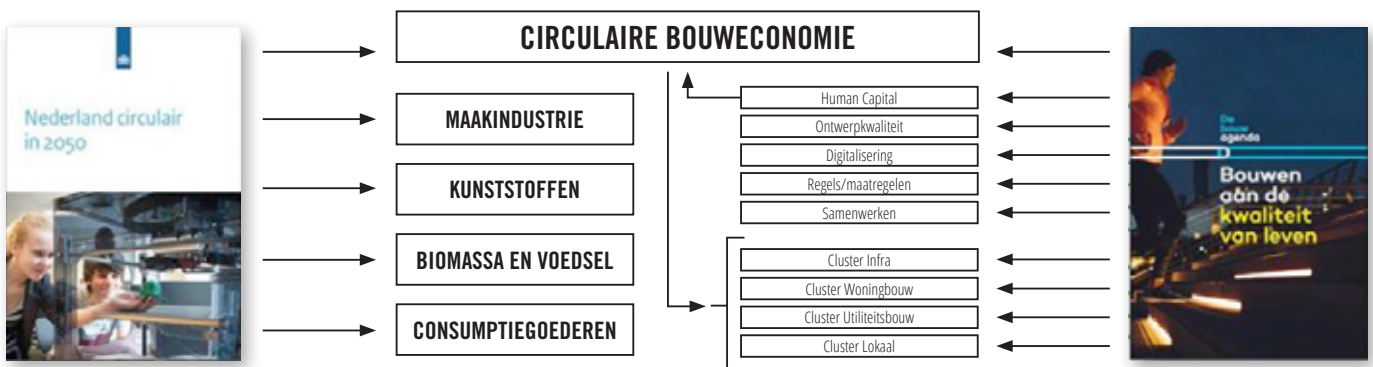 CIRCULAIRE BOUWECONOMIE
Nederland circulair
in 2050
MAAKINDUSTRIE
KUNSTSTOFFEN
BIOMASSA EN VOEDSEL
CONSUMPTIEGOEDEREN
Human Capital
Ontwerpkwaliteit
Digitalisering
Regels/maatregelen
Samenwerken
Cluster Infra
Cluster Woningbouw
Cluster Utiliteitsbouw
Cluster Lokaal
De
bouw
agenda
Bouwen
aan de
kwaliteit
van leven